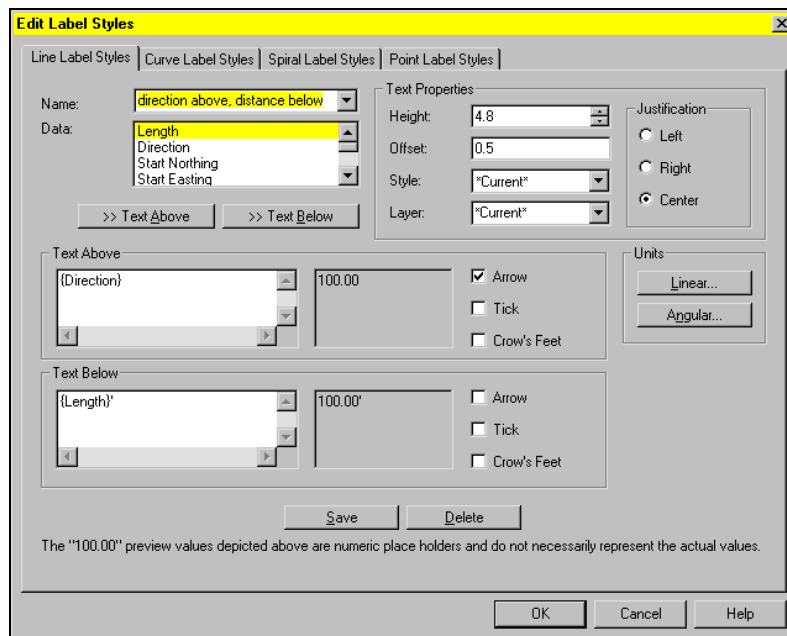 Edit Label Styles
Line Label Styles Curve Label Styles Spiral Label Styles Point Label Styles
Name: direction above, distance below
Data: Length
Direction
Start Northing
Start Easting
>> Text Above >> Text Below
Text Properties
Height: 4.8
Offset: 0.5
Style: *Current*
Layer: *Current*
Justification
Left
Right
Center
Text Above
{Direction} 100.00
Arrow
Tick
Crow's Feet
Units
Linear...
Angular...
Text Below
{Length}' 100.00'
Arrow
Tick
Crow's Feet
Save Delete
The "100.00" preview values depicted above are numeric place holders and do not necessarily represent the actual values.
OK Cancel Help